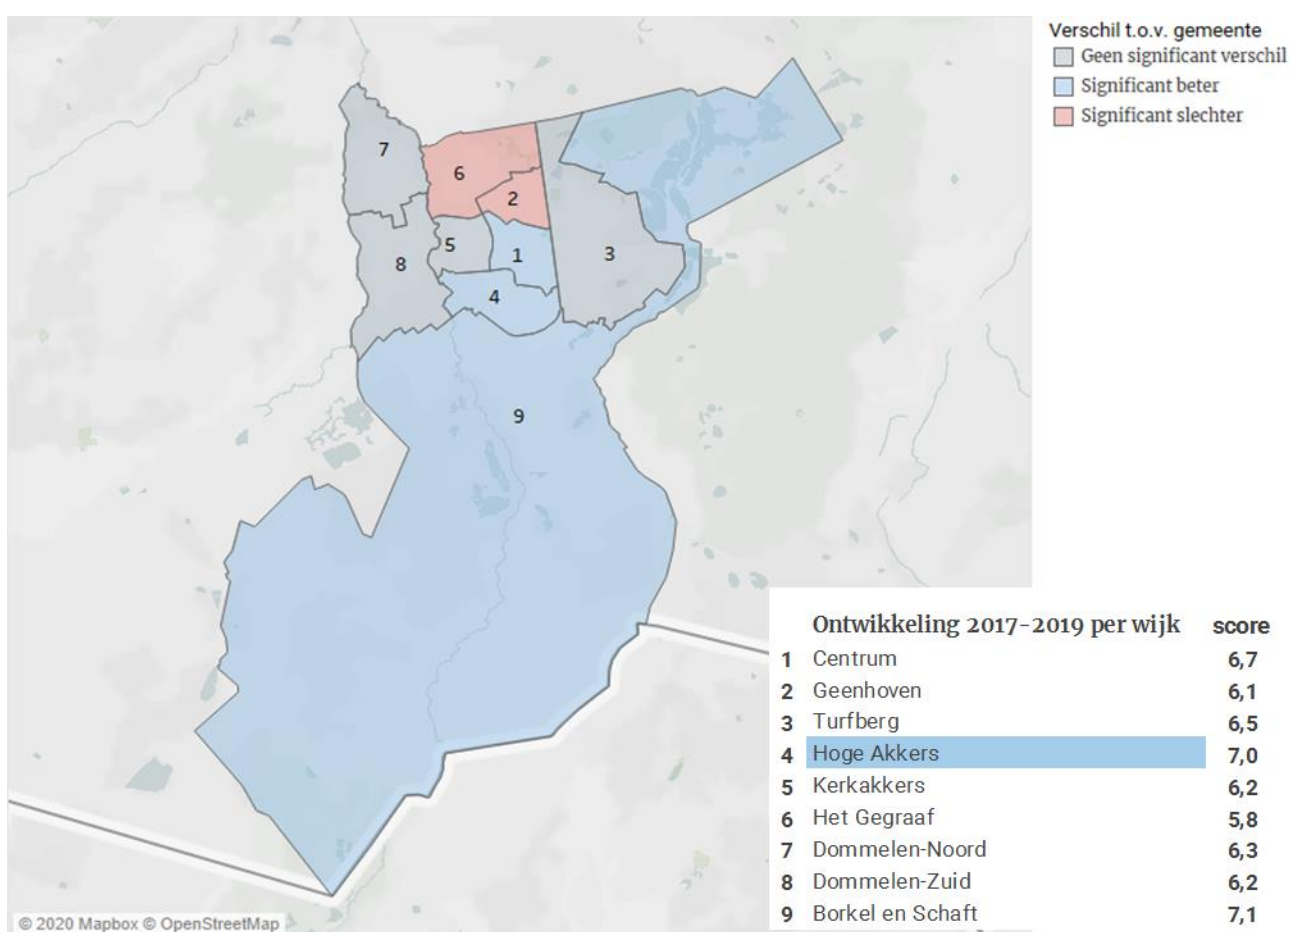 Verschil t.o.v. gemeente
Geen significant verschil
Significant beter
Significant slechter
7
6
2
5
1
3
8
4
9
Ontwikkeling 2017-2019 per wijk score
1 Centrum 6,7
2 Geenhoven 6,1
3 Turfberg 6,5
4 Hoge Akkers 7,0
5 Kerkakkers 6,2
6 Het Gegraaf 5,8
7 Dommelen-Noord 6,3
8 Dommelen-Zuid 6,2
9 Borkel en Schaft 7,1
© 2020 Mapbox © OpenStreetMap